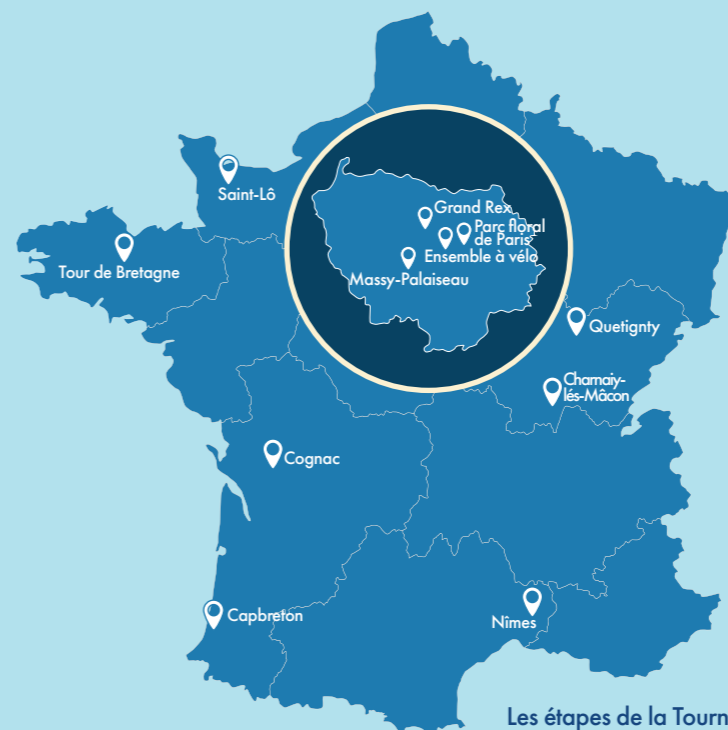 Saint-Lô
Grand Rex
Parc floral
de Paris
Ensemble à vélo
Tour de Bretagne
Massy-Palaiseau
Quetignty
Charnaiy-
lés-Mâcon
Cognac
Capbreton
Nîmes
Les étapes de la Tourn